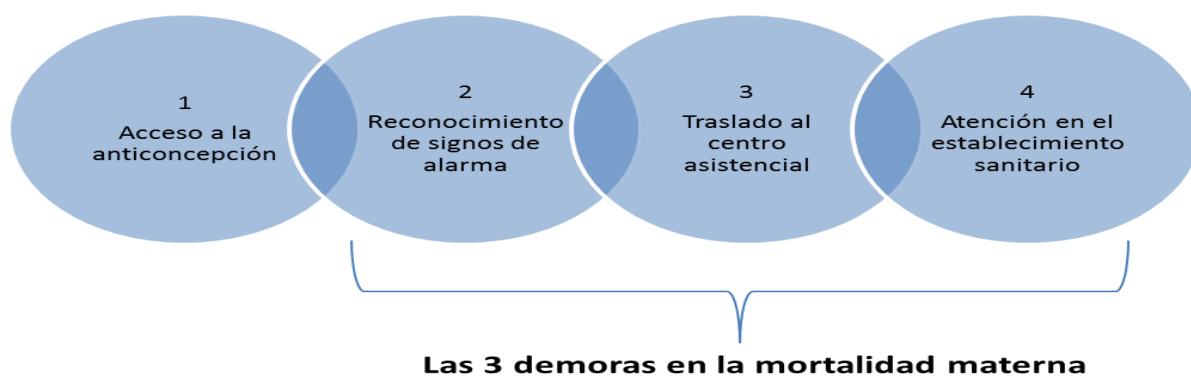 1
Acceso a la
anticoncepción
2
Reconocimiento
de signos de
alarma
3
Traslado al
centro
asistencial
4
Atención en el
establecimiento
sanitario
Las 3 demoras en la mortalidad materna